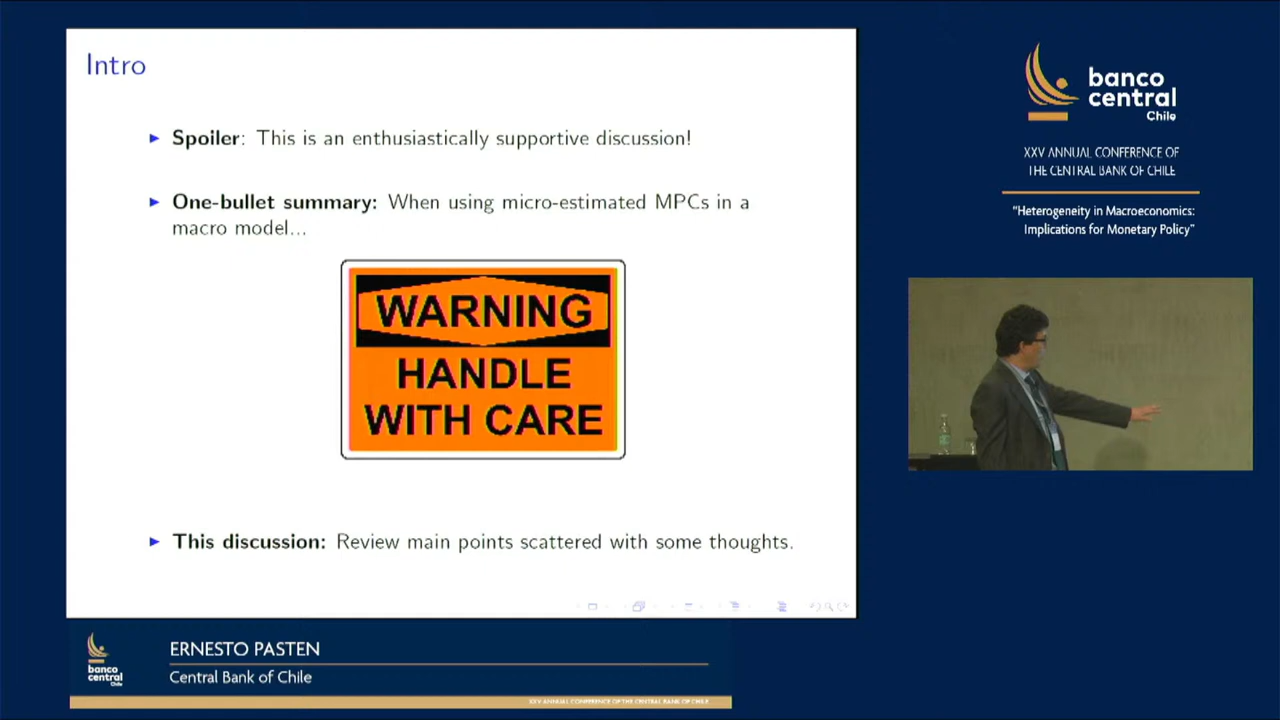 Intro
Spoiler: This is an enthusiastically supportive discussion!
One-bullet summary: When using micro-estimated MPCs in a
macro model...
WARNING
HANDLE
WITH CARE
This discussion: Review main points scattered with some thoughts.
banco
central
Chile
XXV ANNUAL CONFERENCE OF
THE CENTRAL BANK OF CHILE
"Heterogeneity in Macroeconomics:
Implications for Monetary Policy"
banco
central
Chile
ERNESTO PASTEN
Central Bank of Chile
XXV ANNUAL CONFERENCE OF THE CENTRAL BANK OF CHILE